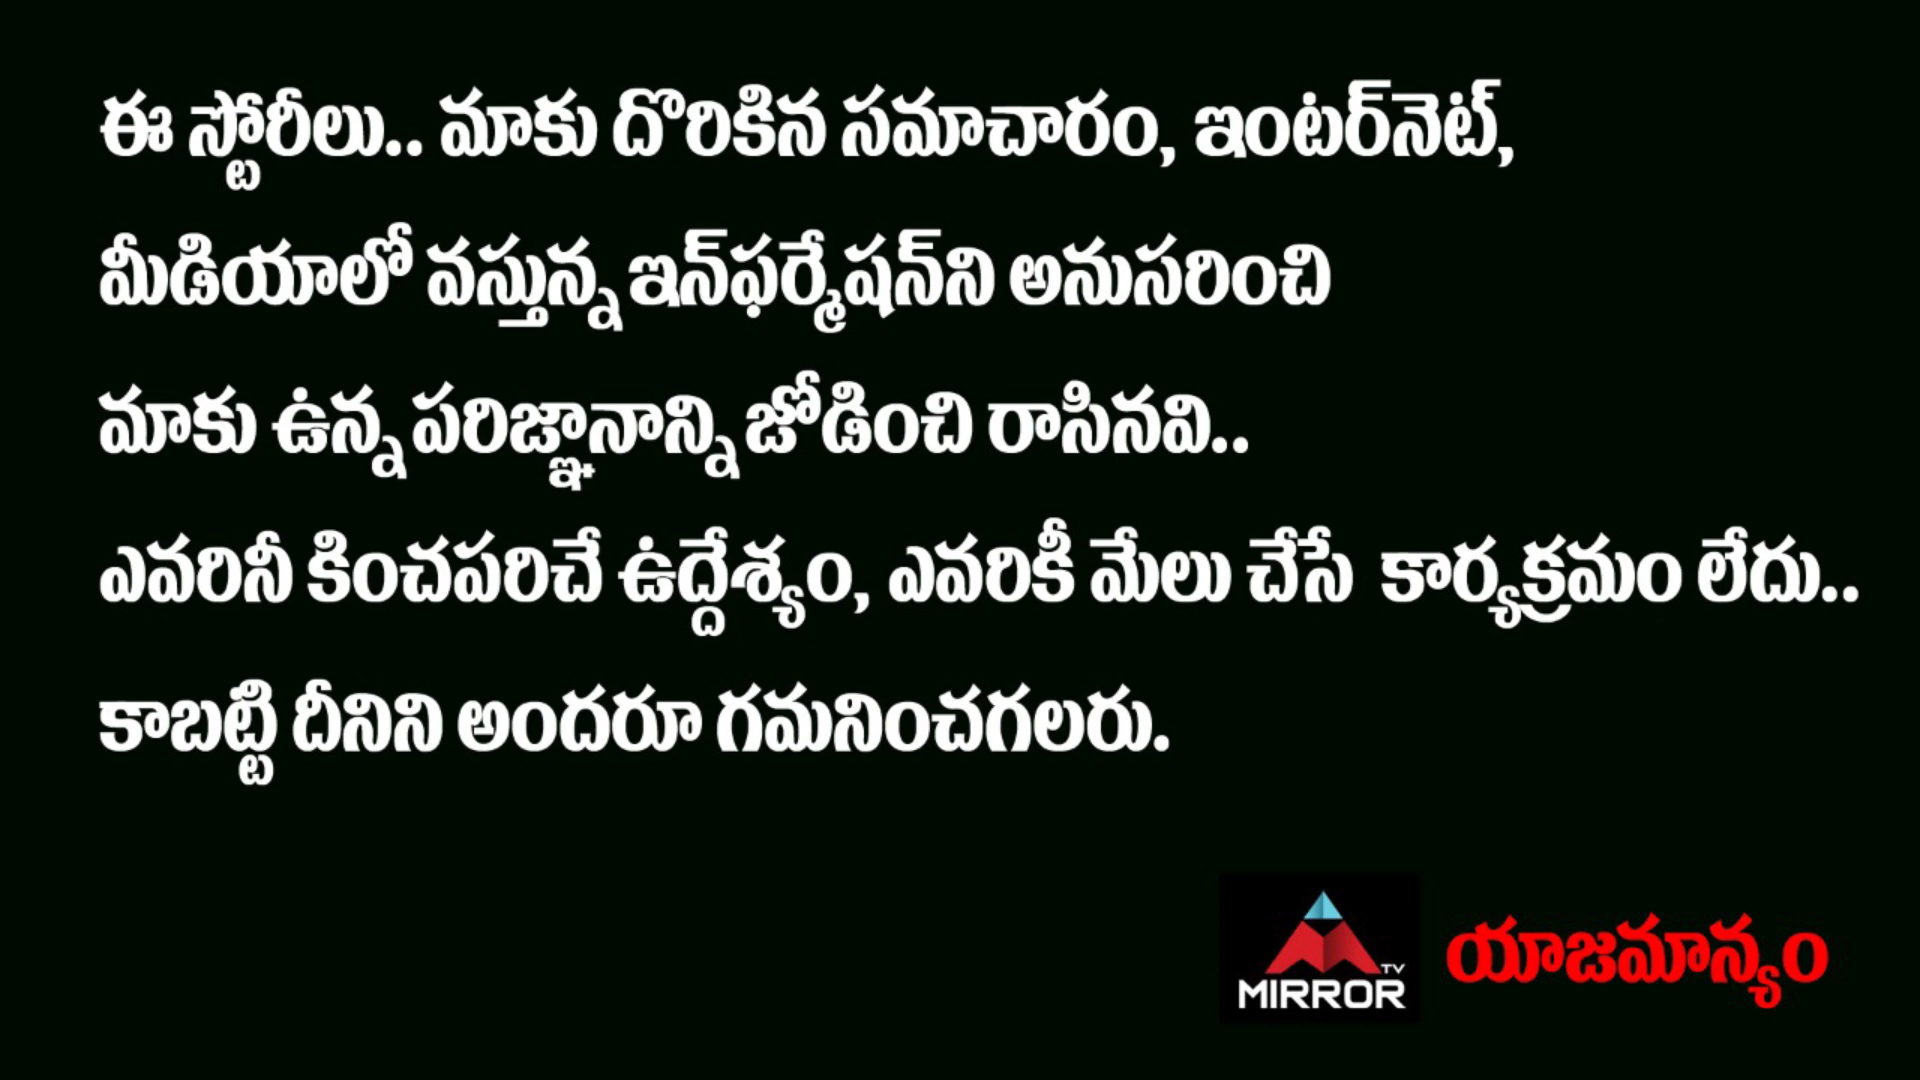 ఈ స్టోరీలు.. మాకు దొరికిన సమాచారం, ఇంటర్‌నెట్,
మీడియాలో వస్తున్న ఇన్‌ఫర్మేషన్‌ని అనుసరించి
మాకు ఉన్న పరిజ్ఞానాన్ని జోడించి రాసినవి..
ఎవరినీ కించపరిచే ఉద్దేశ్యం, ఎవరికీ మేలు చేసే కార్యక్రమం లేదు..
కాబట్టి దీనిని అందరూ గమనించగలరు.
TV
MIRROR
యాజమాన్యం